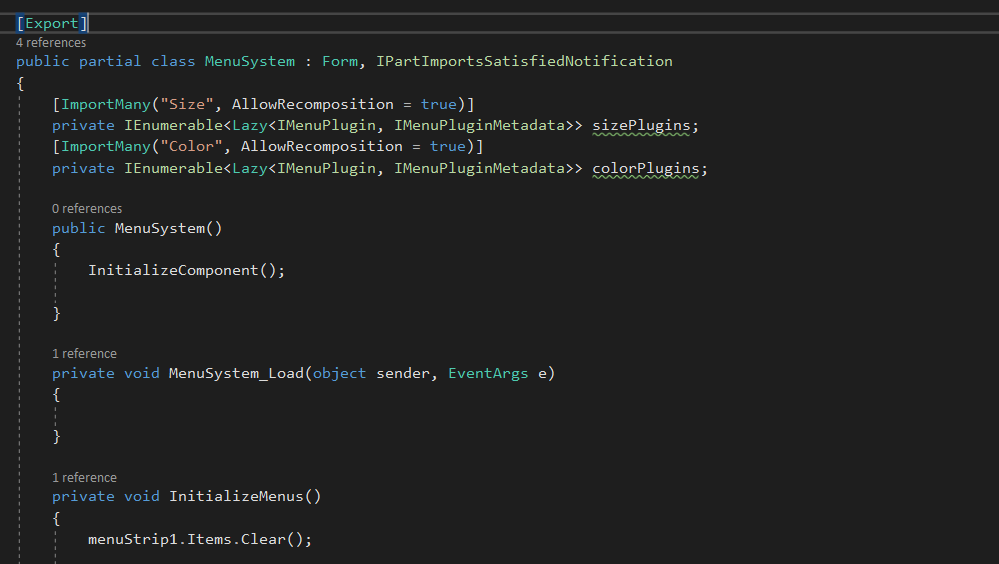 [Export]
4 references
public partial class MenuSystem : Form, IPartImportsSatisfiedNotification
{
[ImportMany("Size", AllowRecomposition = true)]
private IEnumerable<Lazy<IMenuPlugin, IMenuPluginMetadata>> sizePlugins;
[ImportMany("Color", AllowRecomposition = true)]
private IEnumerable<Lazy<IMenuPlugin, IMenuPluginMetadata>> colorPlugins;
0 references
public MenuSystem()
{
InitializeComponent();
}
1 reference
private void MenuSystem_Load(object sender, EventArgs e)
{
}
1 reference
private void InitializeMenus()
{
menuStrip1.Items.Clear();